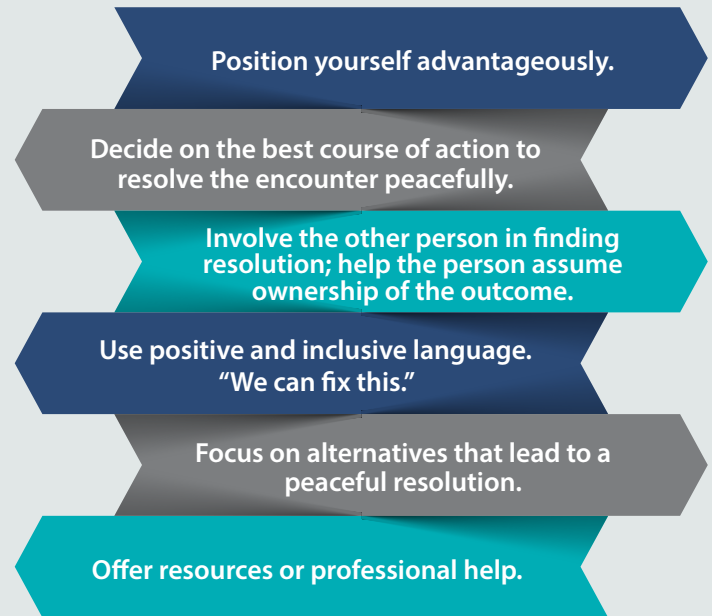 Position yourself advantageously.
Decide on the best course of action to
resolve the encounter peacefully.
Involve the other person in finding
resolution; help the person assume
ownership of the outcome.
Use positive and inclusive language.
“We can fix this.”
Focus on alternatives that lead to a
peaceful resolution.
Offer resources or professional help.